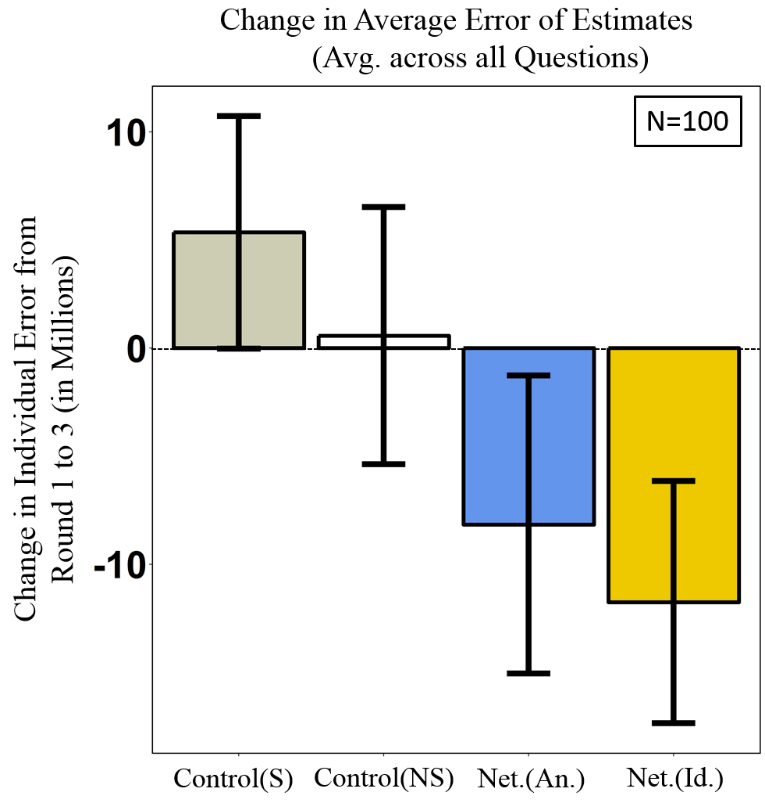 Change in Average Error of Estimates
(Avg. across all Questions)
N=100
Change in Individual Error from
Round 1 to 3 (in Millions)
10
0
-10
Control(S)
Control(NS)
Net.(An.)
Net.(Id.)